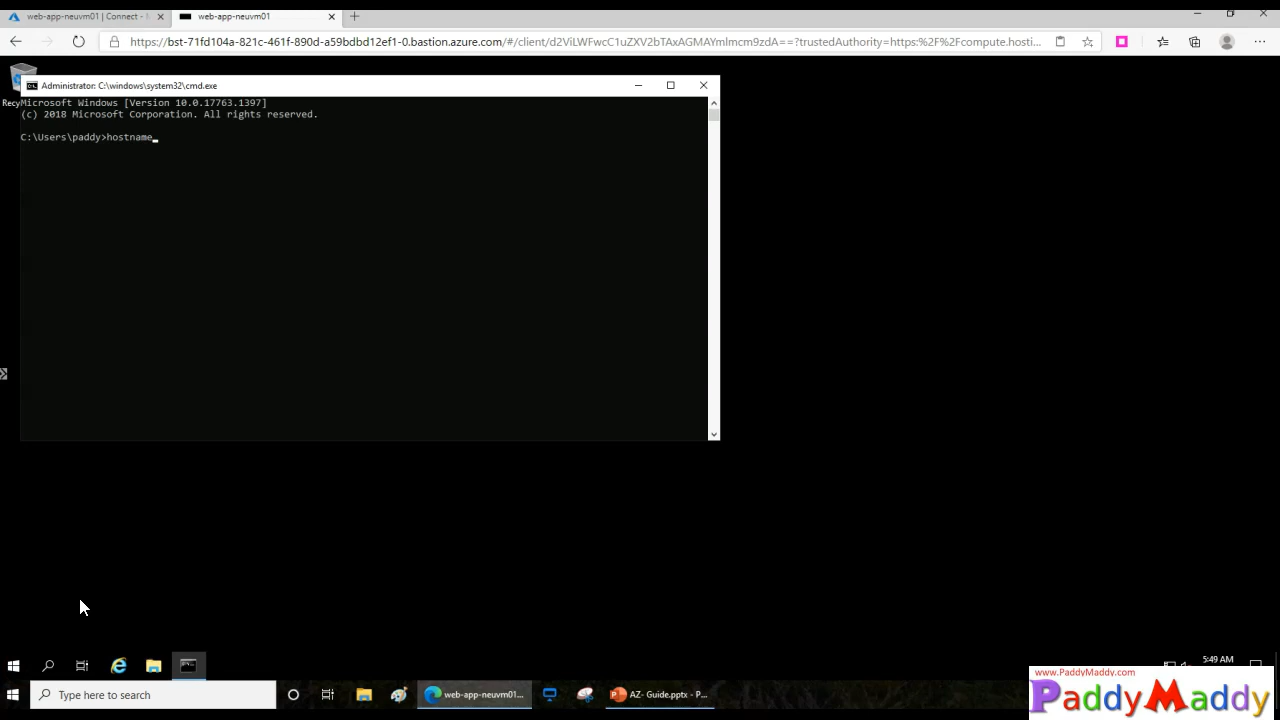 web-app-neuvm01 | Connect -
web-app-neuvm01
https://bst-71fd104a-821c-461f-890d-a59bdbd12ef1-0.bastion.azure.com/#/client/d2ViLWFwcC1uZXV2bTAxAGMAYmlmcm9zdA==?trustedAuthority=https:%2F%2Fcompute.hosti...
Administrator: C:\windows\system32\cmd.exe
Recy
Microsoft Windows [Version 10.0.17763.1397]
(c) 2018 Microsoft Corporation. All rights reserved.
C:\Users\paddy>hostname_
5:49 AM
www.PaddyMaddy.com
Type here to search
web-app-neuvm01...
AZ- Guide.pptx - P...
PaddyMaddy